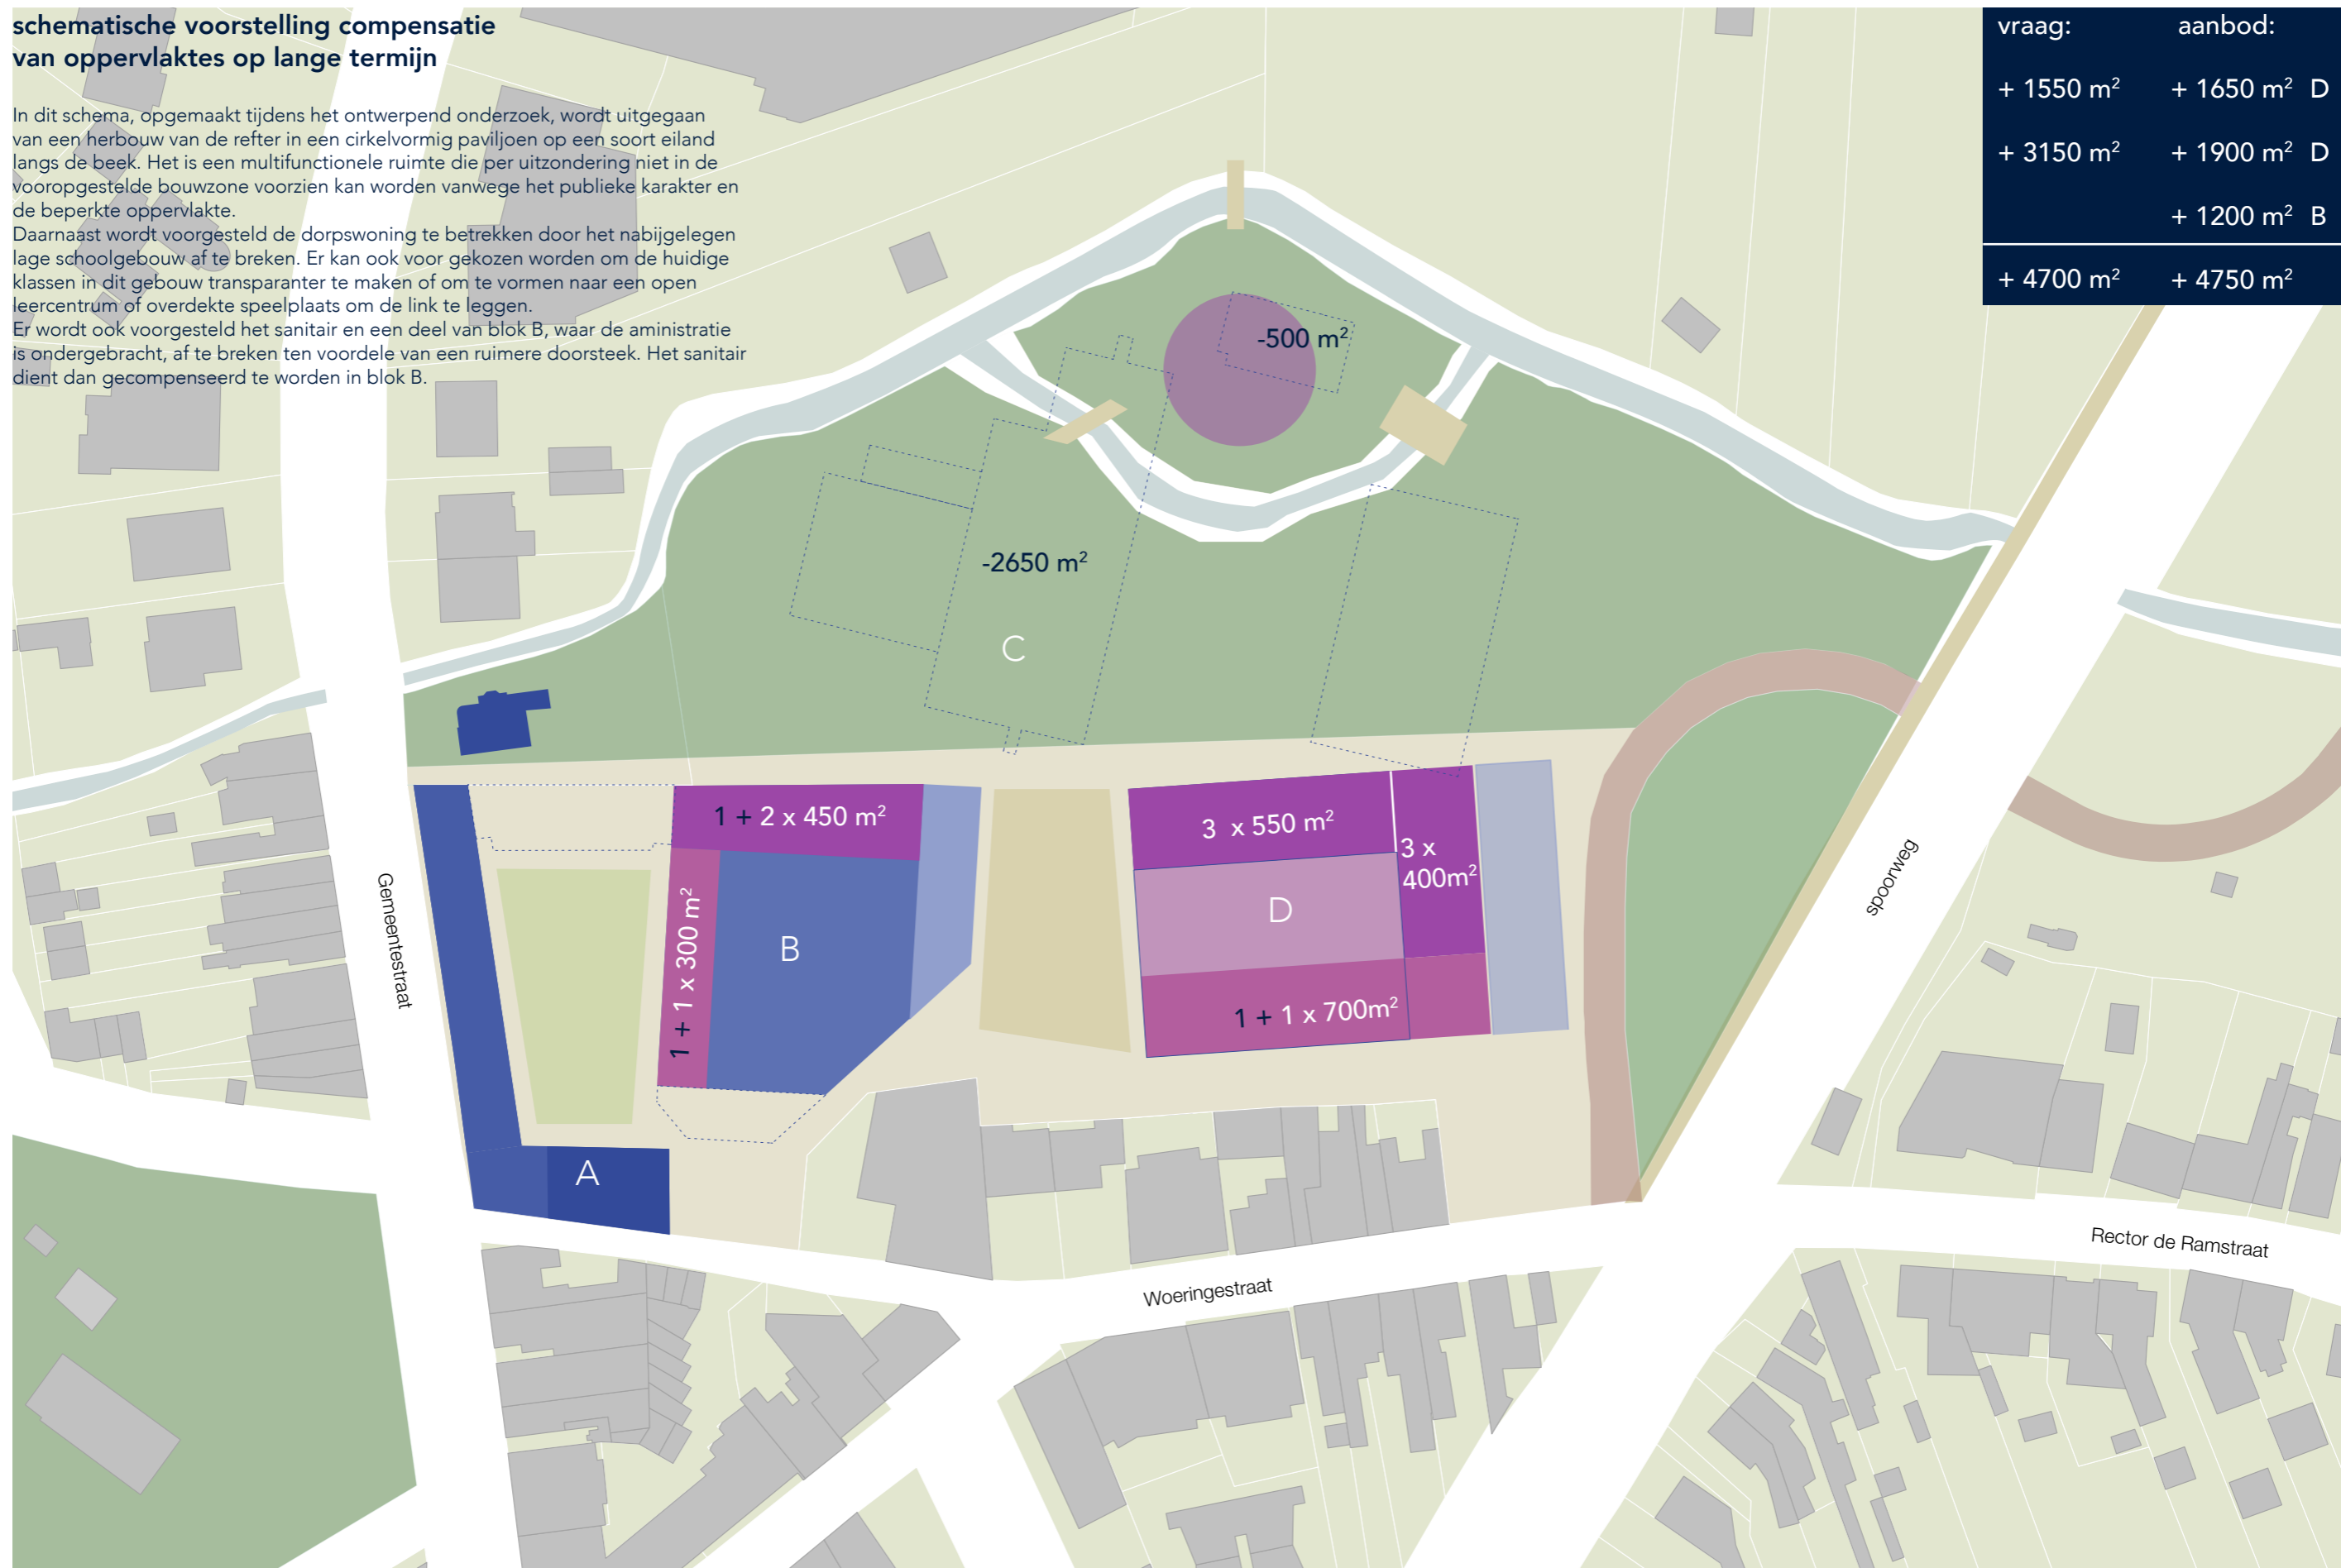 schematische voorstelling compensatie
van oppervlaktes op lange termijn
In dit schema, opgemaakt tijdens het ontwerpend onderzoek, wordt uitgegaan
van een herbouw van de refter in een cirkelvormig paviljoen op een soort eiland
langs de beek. Het is een multifunctionele ruimte die per uitzondering niet in de
vooropgestelde bouwzone voorzien kan worden vanwege het publieke karakter en
de beperkte oppervlakte.
Daarnaast wordt voorgesteld de dorpswoning te betrekken door het nabijgelegen
lage schoolgebouw af te breken. Er kan ook voor gekozen worden om de huidige
klassen in dit gebouw transparanter te maken of om te vormen naar een open
leercentrum of overdekte speelplaats om de link te leggen.
Er wordt ook voorgesteld het sanitair en een deel van blok B, waar de aministratie
is ondergebracht, af te breken ten voordele van een ruimere doorsteek. Het sanitair
dient dan gecompenseerd te worden in blok B.
vraag: aanbod:
+ 1550 m² + 1650 m² D
+ 3150 m² + 1900 m² D
+ 1200 m² B
+ 4700 m² + 4750 m²
-500 m²
-2650 m²
C
1 + 2 x 450 m²
3 x 550 m²
3 x
400m²
Gemeentestraat
1 + 1 x 300 m²
B
D
spoorweg
1 + 1 x 700m²
A
Rector de Ramstraat
Woeringestraat